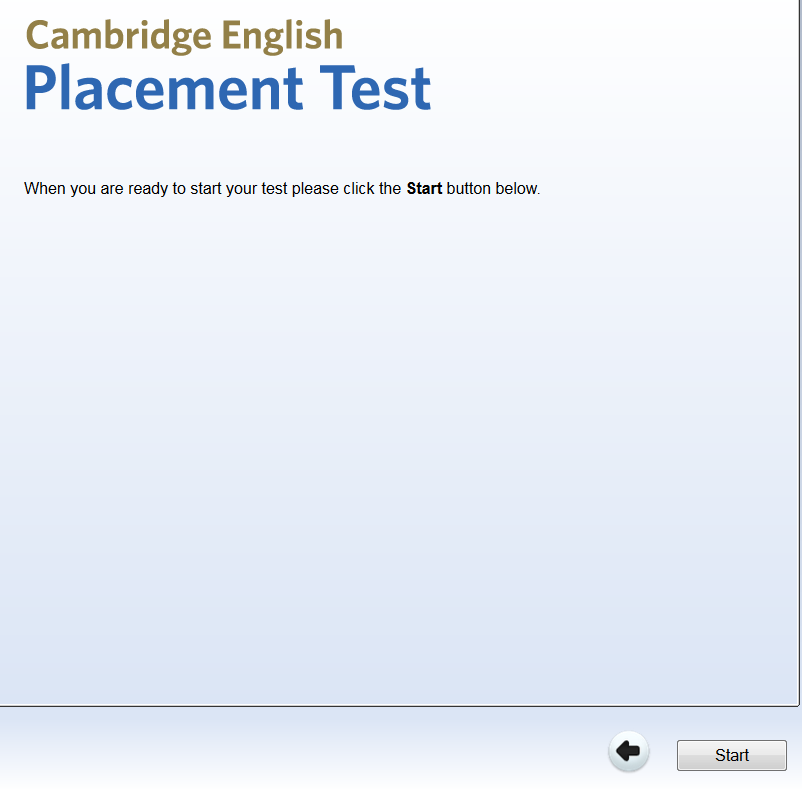 Cambridge English
Placement Test
When you are ready to start your test please click the Start button below.
Start